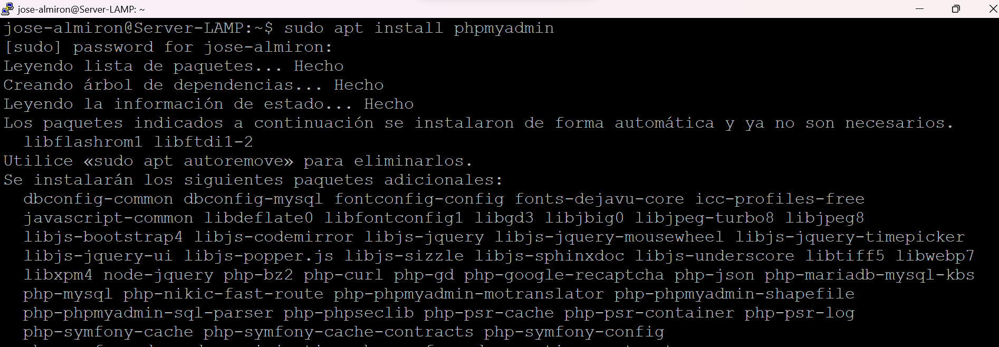 jose-almiron@Server-LAMP: ~
jose-almiron@Server-LAMP:~$ sudo apt install phpmyadmin
[sudo] password for jose-almiron:
Leyendo lista de paquetes... Hecho
Creando árbol de dependencias... Hecho
Leyendo la información de estado... Hecho
Los paquetes indicados a continuación se instalaron de forma automática y ya no son necesarios.
libflashrom1 libftdi1-2
Utilice «sudo apt autoremove» para eliminarlos.
Se instalarán los siguientes paquetes adicionales:
dbconfig-common dbconfig-mysql fontconfig-config fonts-dejavu-core icc-profiles-free
javascript-common libdeflate0 libfontconfig1 libgd3 libjbig0 libjpeg-turbo8 libjpeg8
libjs-bootstrap4 libjs-codemirror libjs-jquery libjs-jquery-mousewheel libjs-jquery-timepicker
libjs-jquery-ui libjs-popper.js libjs-sizzle libjs-sphinxdoc libjs-underscore libtiff5 libwebp7
libxpm4 node-jquery php-bz2 php-curl php-gd php-google-recaptcha php-json php-mariadb-mysql-kbs
php-mysql php-nikic-fast-route php-phpmyadmin-motranslator php-phpmyadmin-shapefile
php-phpmyadmin-sql-parser php-phpseclib php-psr-cache php-psr-container php-psr-log
php-symfony-cache php-symfony-cache-contracts php-symfony-config